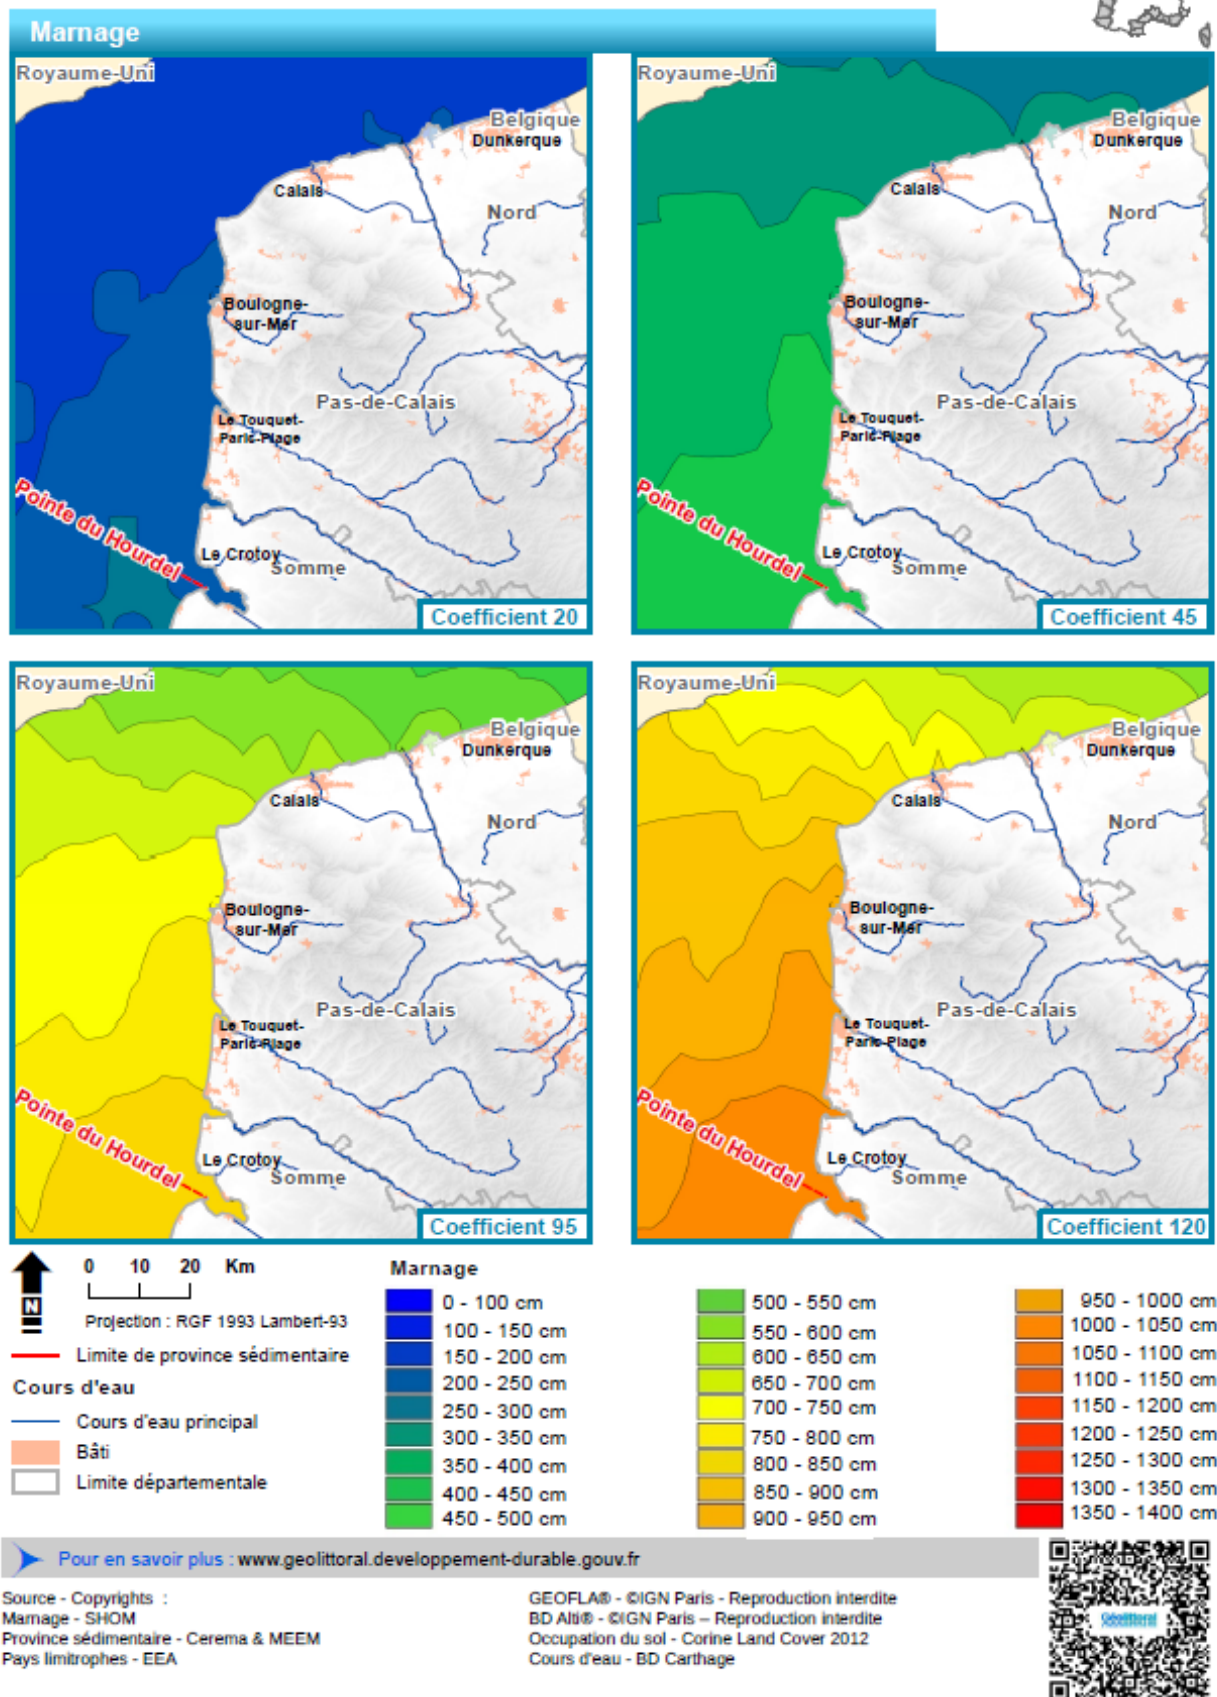 Marnage
Royaume-Uni
Belgique
Dunkerque
Calais
Nord
Boulogne-
sur-Mer
Pas-de-Calais
Le Touquet-
Paris-Plage
Pointe du Hourdel
Le Crotoy
Somme
Coefficient 20
Royaume-Uni
Belgique
Dunkerque
Calais
Nord
Boulogne-
sur-Mer
Pas-de-Calais
Le Touquet-
Paris-Plage
Pointe du Hourdel
Le Crotoy
Somme
Coefficient 45
Royaume-Uni
Belgique
Dunkerque
Calais
Nord
Boulogne-
sur-Mer
Pas-de-Calais
Le Touquet-
Paris-Plage
Pointe du Hourdel
Le Crotoy
Somme
Coefficient 95
Royaume-Uni
Belgique
Dunkerque
Calais
Nord
Boulogne-
sur-Mer
Pas-de-Calais
Le Touquet-
Paris-Plage
Pointe du Hourdel
Le Crotoy
Somme
Coefficient 120
N
0 10 20 Km
Projection : RGF 1993 Lambert-93
Limite de province sédimentaire
Cours d'eau
Cours d'eau principal
Bâti
Limite départementale
Marnage
0 - 100 cm
100 - 150 cm
150 - 200 cm
200 - 250 cm
250 - 300 cm
300 - 350 cm
350 - 400 cm
400 - 450 cm
450 - 500 cm
500 - 550 cm
550 - 600 cm
600 - 650 cm
650 - 700 cm
700 - 750 cm
750 - 800 cm
800 - 850 cm
850 - 900 cm
900 - 950 cm
950 - 1000 cm
1000 - 1050 cm
1050 - 1100 cm
1100 - 1150 cm
1150 - 1200 cm
1200 - 1250 cm
1250 - 1300 cm
1300 - 1350 cm
1350 - 1400 cm
Pour en savoir plus : www.geolittoral.developpement-durable.gouv.fr
Source - Copyrights :
Marnage - SHOM
Province sédimentaire - Cerema & MEEM
Pays limitrophes - EEA
GEOFLA® - ©IGN Paris - Reproduction interdite
BD Alti® - ©IGN Paris – Reproduction interdite
Occupation du sol - Corine Land Cover 2012
Cours d'eau - BD Carthage
Géolittoral